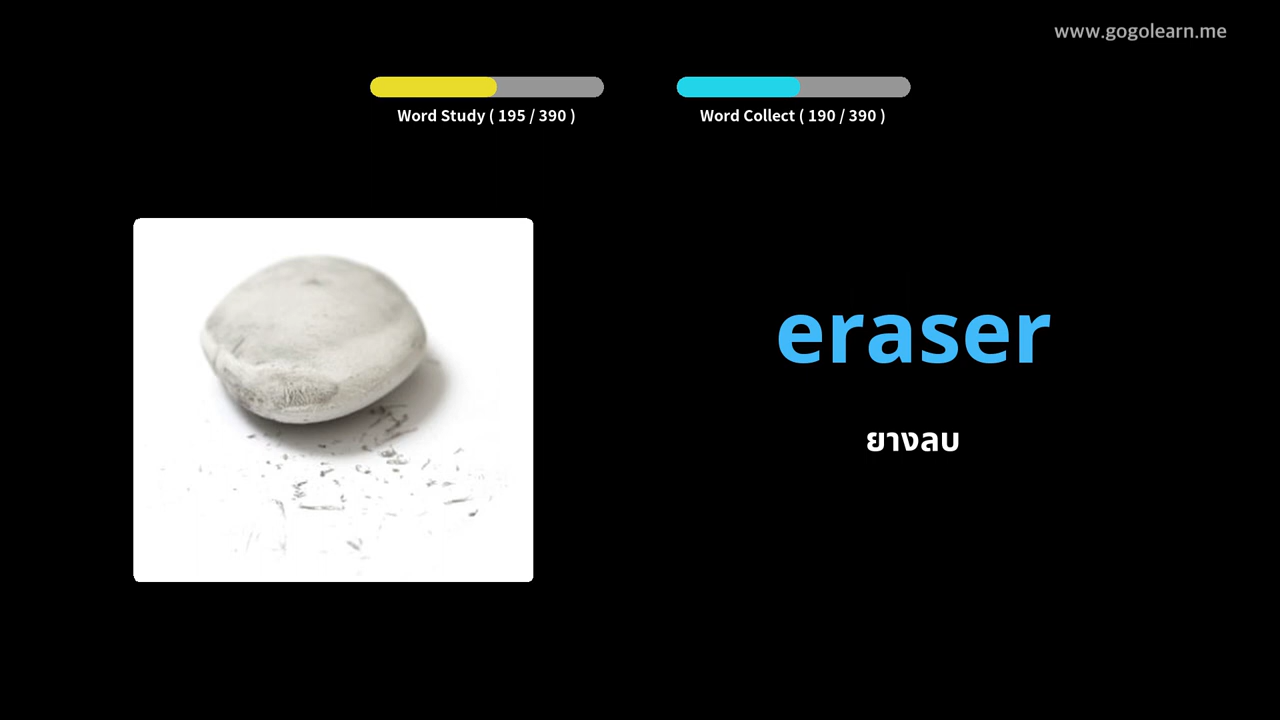 www.gogolearn.me
Word Study ( 195 / 390 )
Word Collect ( 190 / 390 )
eraser
ยางลบ